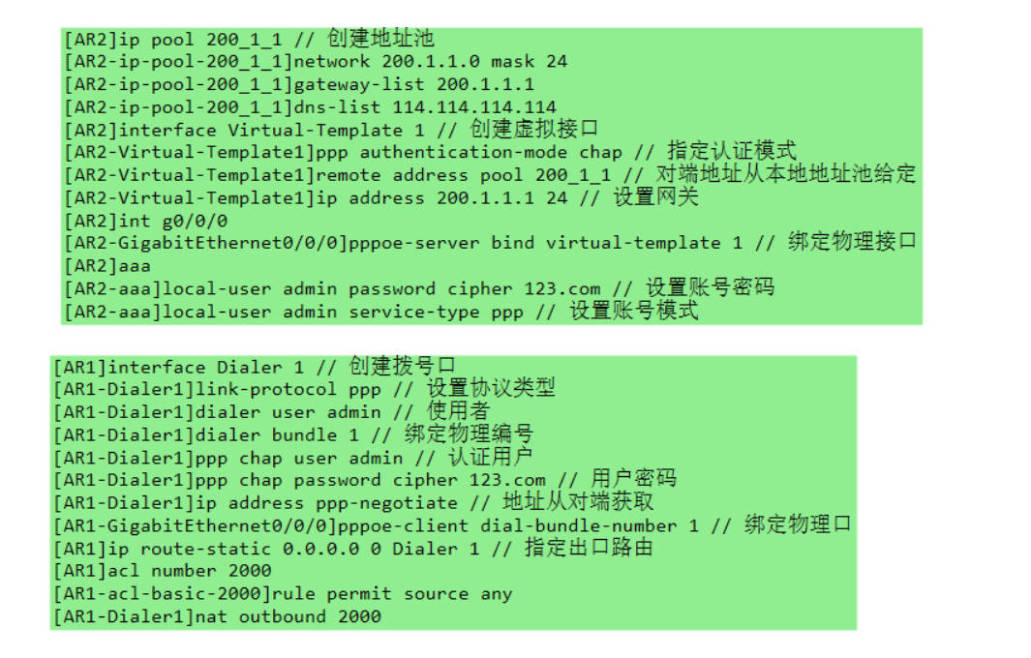 [AR2]ip pool 200_1_1 // 创建地址池
[AR2-ip-pool-200_1_1]network 200.1.1.0 mask 24
[AR2-ip-pool-200_1_1]gateway-list 200.1.1.1
[AR2-ip-pool-200_1_1]dns-list 114.114.114.114
[AR2]interface Virtual-Template 1 // 创建虚拟接口
[AR2-Virtual-Template1]ppp authentication-mode chap // 指定认证模式
[AR2-Virtual-Template1]remote address pool 200_1_1 // 对端地址从本地地址池给定
[AR2-Virtual-Template1]ip address 200.1.1.1 24 // 设置网关
[AR2]int g0/0/0
[AR2-GigabitEthernet0/0/0]pppoe-server bind virtual-template 1 // 绑定物理接口
[AR2]aaa
[AR2-aaa]local-user admin password cipher 123.com // 设置账号密码
[AR2-aaa]local-user admin service-type ppp // 设置账号模式
[AR1]interface Dialer 1 // 创建拨号口
[AR1-Dialer1]link-protocol ppp // 设置协议类型
[AR1-Dialer1]dialer user admin // 使用者
[AR1-Dialer1]dialer bundle 1 // 绑定物理编号
[AR1-Dialer1]ppp chap user admin // 认证用户
[AR1-Dialer1]ppp chap password cipher 123.com // 用户密码
[AR1-Dialer1]ip address ppp-negotiate // 地址从对端获取
[AR1-GigabitEthernet0/0/0]pppoe-client dial-bundle-number 1 // 绑定物理口
[AR1]ip route-static 0.0.0.0 0 Dialer 1 // 指定出口路由
[AR1]acl number 2000
[AR1-acl-basic-2000]rule permit source any
[AR1-Dialer1]nat outbound 2000